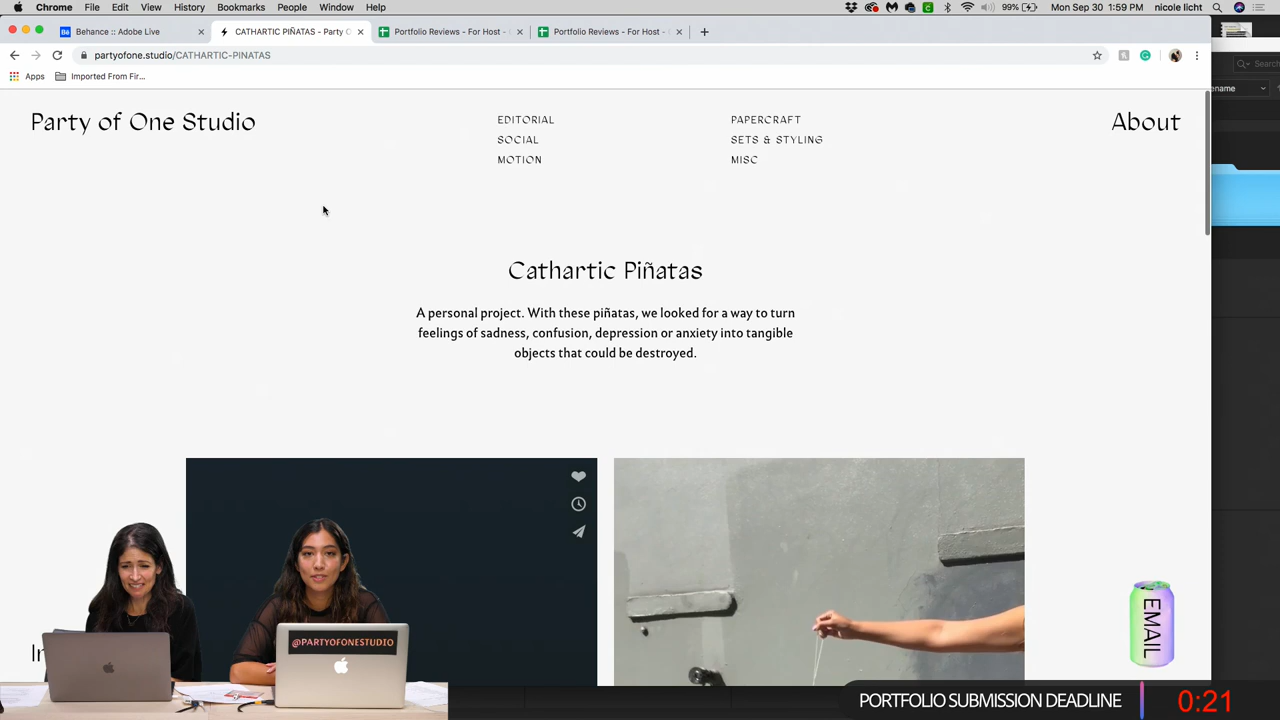 Chrome File Edit View History Bookmarks People Window Help
99% Mon Sep 30 1:59 PM nicole licht
Behance :: Adobe Live
CATHARTIC PIÑATAS - Party O
Portfolio Reviews - For Host -
Portfolio Reviews - For Host -
partyofone.studio/CATHARTIC-PINATAS
Search
Apps
Imported From Fir...
ename
Party of One Studio
EDITORIAL
SOCIAL
MOTION
PAPERCRAFT
SETS & STYLING
MISC
About
Cathartic Piñatas
A personal project. With these piñatas, we looked for a way to turn
feelings of sadness, confusion, depression or anxiety into tangible
objects that could be destroyed.
EMAIL
@PARTYOFONESTUDIO
PORTFOLIO SUBMISSION DEADLINE
0:21